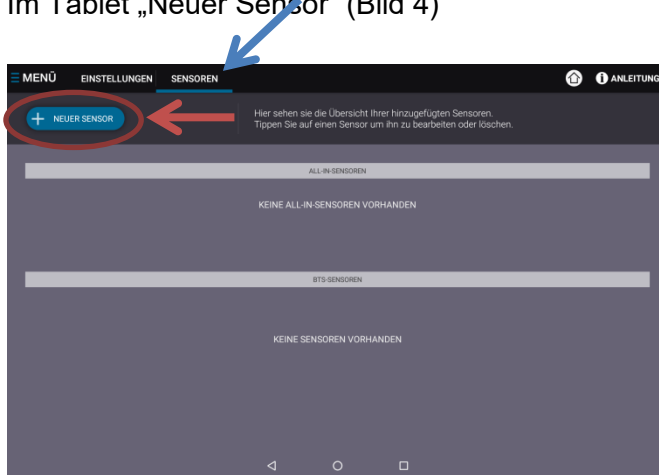 im Tablet „Neuer Sensor“ (Bild 4)
MENÜ EINSTELLUNGEN SENSOREN ANLEITUNG
NEUER SENSOR
Hier sehen sie die Übersicht Ihrer hinzugefügten Sensoren.
Tippen Sie auf einen Sensor um ihn zu bearbeiten oder löschen.
ALL-IN-SENSOREN
KEINE ALL-IN-SENSOREN VORHANDEN
BTS-SENSOREN
KEINE SENSOREN VORHANDEN